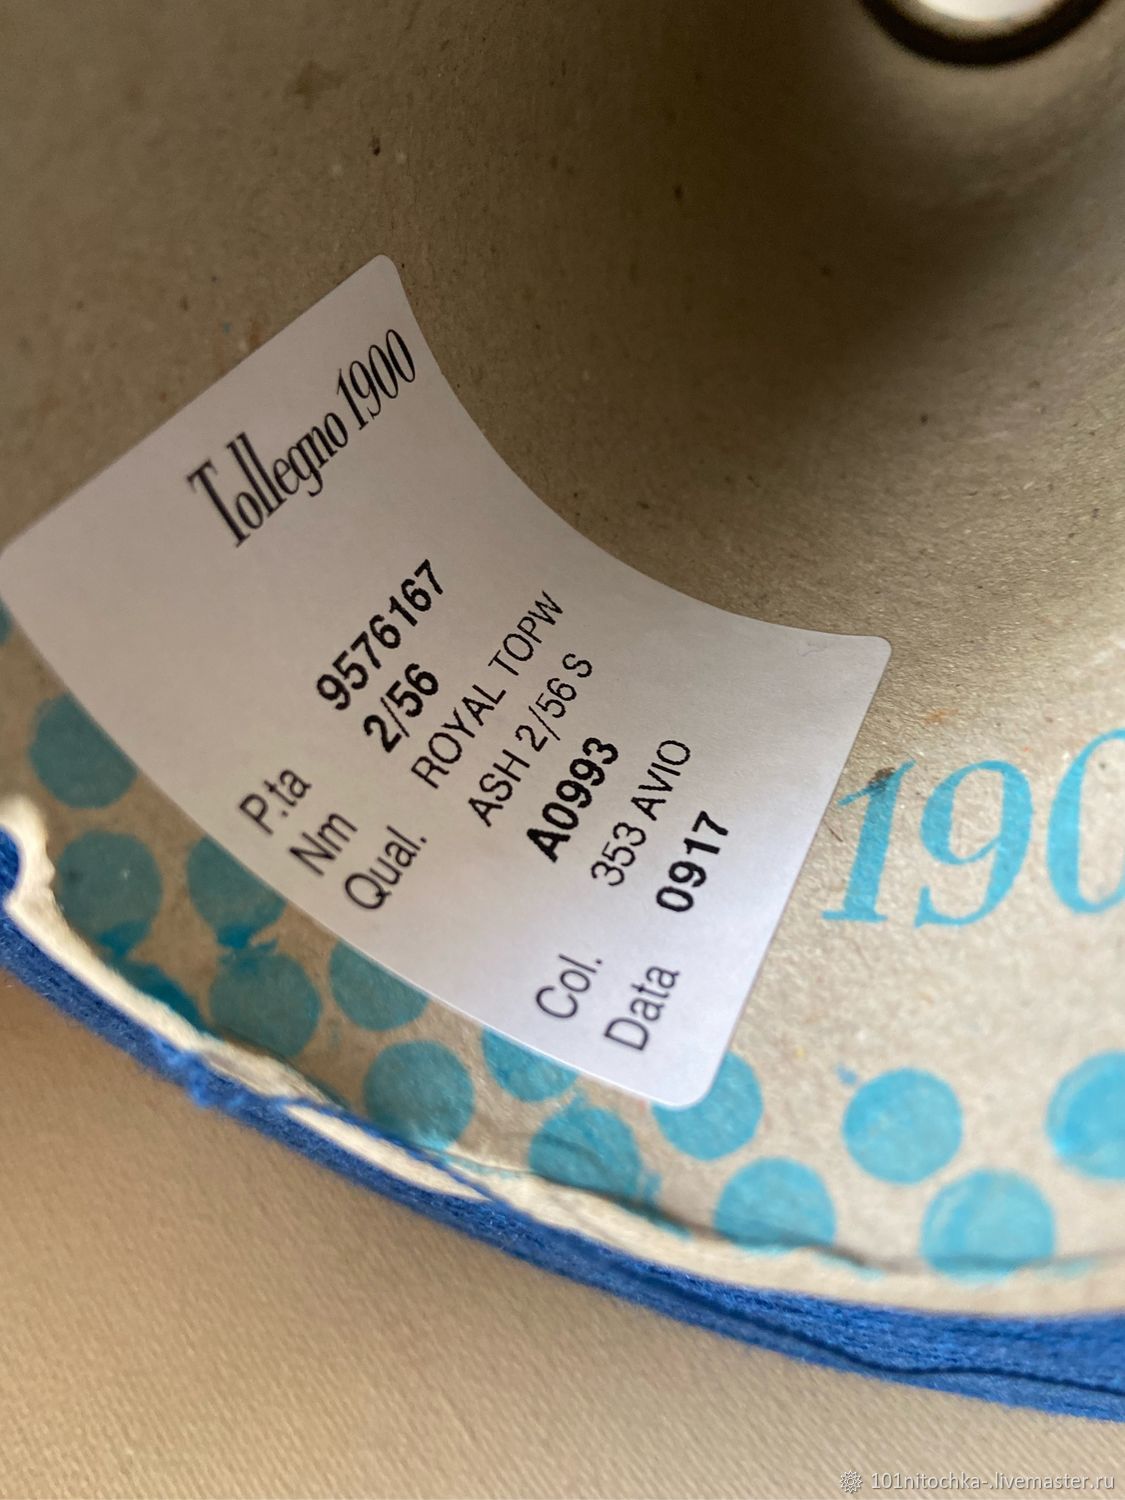 Tollegno 1900
P.ta 9576167
Nm 2/56
Qual. ROYAL TOPW
ASH 2/56 S
A0993
Col. 353 AVIO
Data 0917
190
101nitochka-.livemaster.ru